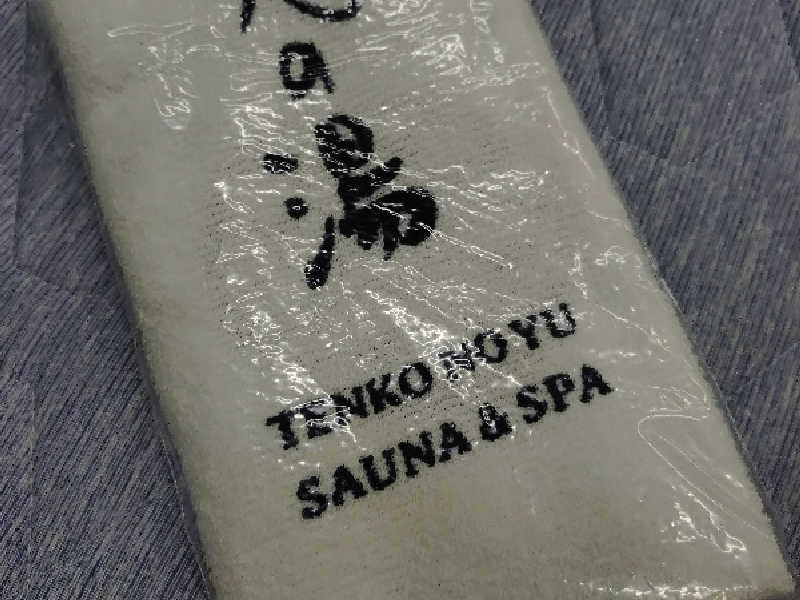 の湯
TENKO NO YU
SAUNA & SPA